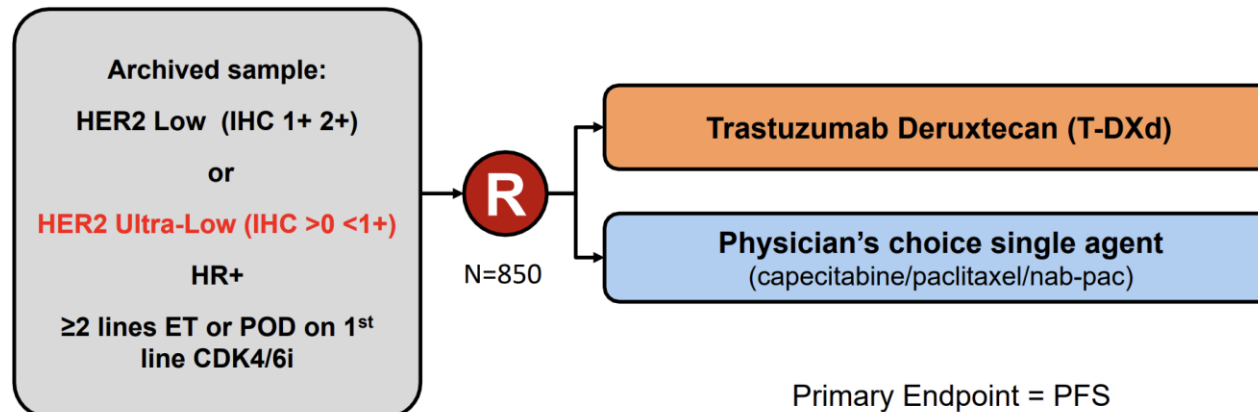 Archived sample:
HER2 Low (IHC 1+ 2+)
or
HER2 Ultra-Low (IHC >0 <1+)
HR+
≥2 lines ET or POD on 1st
line CDK4/6i
R
N=850
Trastuzumab Deruxtecan (T-DXd)
Physician’s choice single agent
(capecitabine/paclitaxel/nab-pac)
Primary Endpoint = PFS